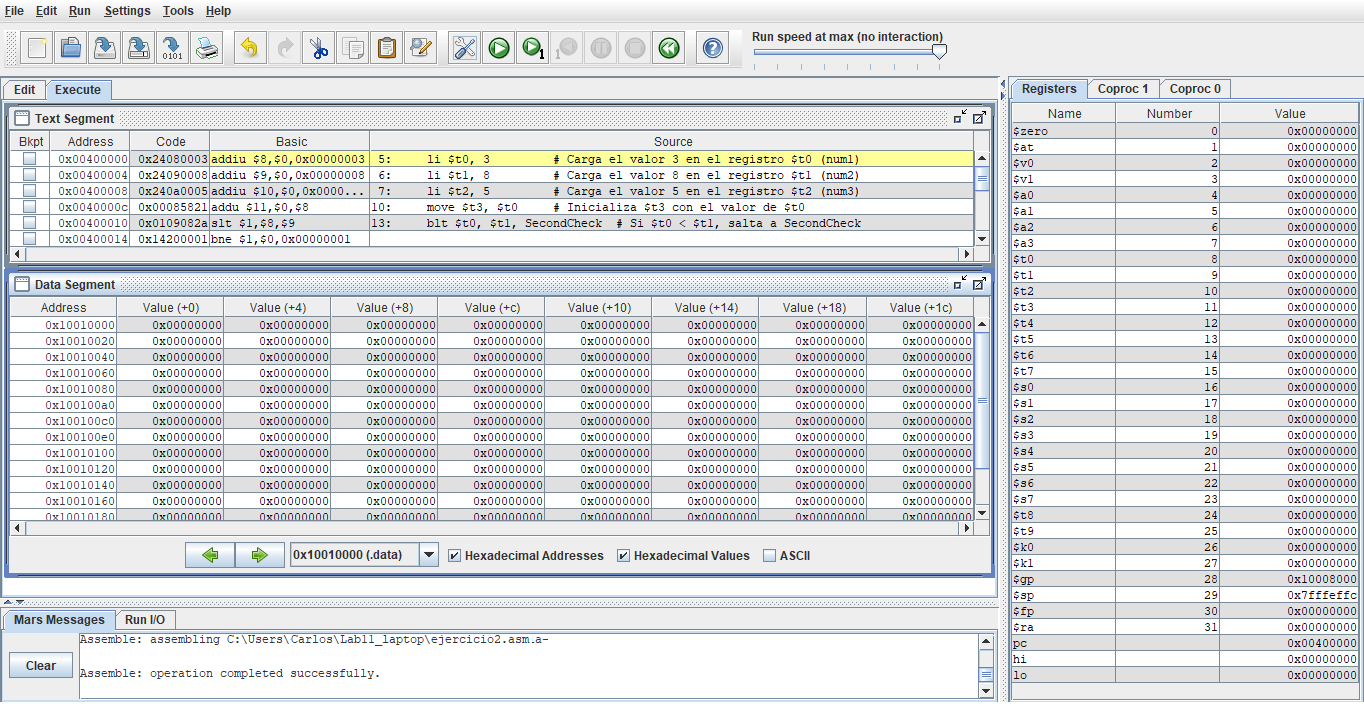 File Edit Run Settings Tools Help
Run speed at max (no interaction)
Edit Execute
Text Segment
Bkpt Address Code Basic Source
0x00400000 0x24080003 addiu $8,$0,0x00000003 5: li $t0, 3 # Carga el valor 3 en el registro $t0 (num1)
0x00400004 0x24090008 addiu $9,$0,0x00000008 6: li $t1, 8 # Carga el valor 8 en el registro $t1 (num2)
0x00400008 0x240a0005 addiu $10,$0,0x0000... 7: li $t2, 5 # Carga el valor 5 en el registro $t2 (num3)
0x0040000c 0x00085821 addu $11,$0,$8 10: move $t3, $t0 # Inicializa $t3 con el valor de $t0
0x00400010 0x0109082a slt $1,$8,$9 13: blt $t0, $t1, SecondCheck # Si $t0 < $t1, salta a SecondCheck
0x00400014 0x14200001 bne $1,$0,0x00000001
Data Segment
Address Value (+0) Value (+4) Value (+8) Value (+c) Value (+10) Value (+14) Value (+18) Value (+1c)
0x10010000 0x00000000 0x00000000 0x00000000 0x00000000 0x00000000 0x00000000 0x00000000 0x00000000
0x10010020 0x00000000 0x00000000 0x00000000 0x00000000 0x00000000 0x00000000 0x00000000 0x00000000
0x10010040 0x00000000 0x00000000 0x00000000 0x00000000 0x00000000 0x00000000 0x00000000 0x00000000
0x10010060 0x00000000 0x00000000 0x00000000 0x00000000 0x00000000 0x00000000 0x00000000 0x00000000
0x10010080 0x00000000 0x00000000 0x00000000 0x00000000 0x00000000 0x00000000 0x00000000 0x00000000
0x100100a0 0x00000000 0x00000000 0x00000000 0x00000000 0x00000000 0x00000000 0x00000000 0x00000000
0x100100c0 0x00000000 0x00000000 0x00000000 0x00000000 0x00000000 0x00000000 0x00000000 0x00000000
0x100100e0 0x00000000 0x00000000 0x00000000 0x00000000 0x00000000 0x00000000 0x00000000 0x00000000
0x10010100 0x00000000 0x00000000 0x00000000 0x00000000 0x00000000 0x00000000 0x00000000 0x00000000
0x10010120 0x00000000 0x00000000 0x00000000 0x00000000 0x00000000 0x00000000 0x00000000 0x00000000
0x10010140 0x00000000 0x00000000 0x00000000 0x00000000 0x00000000 0x00000000 0x00000000 0x00000000
0x10010160 0x00000000 0x00000000 0x00000000 0x00000000 0x00000000 0x00000000 0x00000000 0x00000000
0x10010180 0x00000000 0x00000000 0x00000000 0x00000000 0x00000000 0x00000000 0x00000000 0x00000000
0x10010000 (.data) Hexadecimal Addresses Hexadecimal Values ASCII
Mars Messages Run I/O
Clear
Assemble: assembling C:\Users\Carlos\Lab11_laptop\ejercicio2.asm.a-
Assemble: operation completed successfully.
Registers Coproc 1 Coproc 0
Name Number Value
$zero 0 0x00000000
$at 1 0x00000000
$v0 2 0x00000000
$v1 3 0x00000000
$a0 4 0x00000000
$a1 5 0x00000000
$a2 6 0x00000000
$a3 7 0x00000000
$t0 8 0x00000000
$t1 9 0x00000000
$t2 10 0x00000000
$t3 11 0x00000000
$t4 12 0x00000000
$t5 13 0x00000000
$t6 14 0x00000000
$t7 15 0x00000000
$s0 16 0x00000000
$s1 17 0x00000000
$s2 18 0x00000000
$s3 19 0x00000000
$s4 20 0x00000000
$s5 21 0x00000000
$s6 22 0x00000000
$s7 23 0x00000000
$t8 24 0x00000000
$t9 25 0x00000000
$k0 26 0x00000000
$k1 27 0x00000000
$gp 28 0x10008000
$sp 29 0x7fffeffc
$fp 30 0x00000000
$ra 31 0x00000000
pc 0x00400000
hi 0x00000000
lo 0x00000000